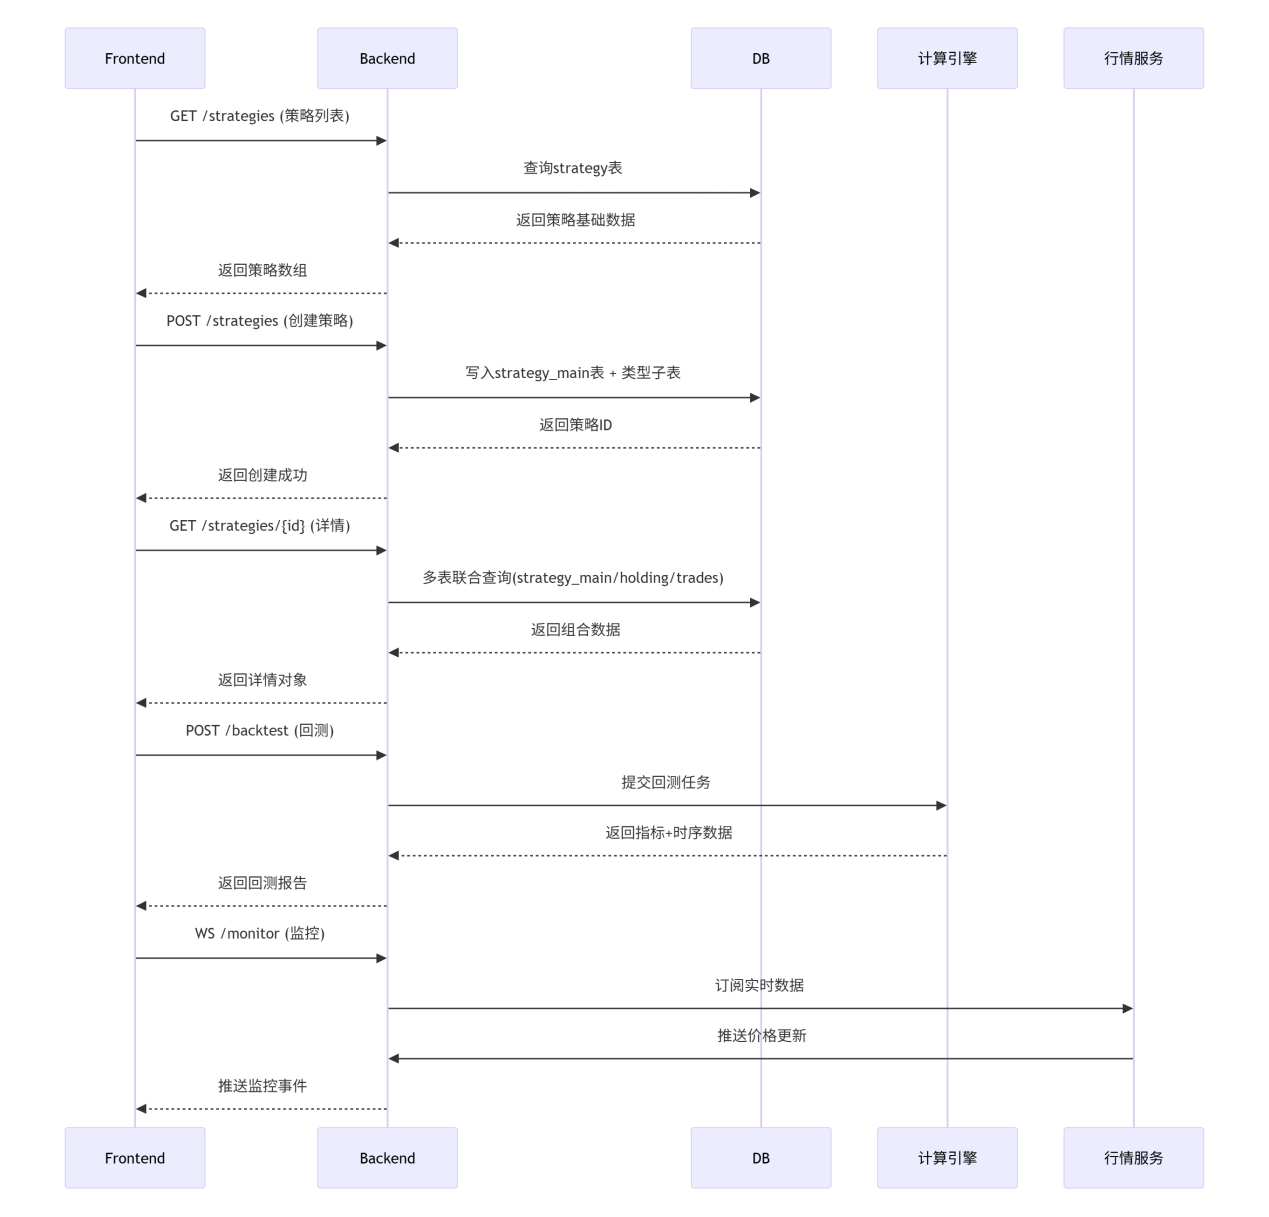 Frontend
Backend
DB
计算引擎
行情服务
GET /strategies (策略列表)
查询strategy表
返回策略基础数据
返回策略数组
POST /strategies (创建策略)
写入strategy_main表 + 类型子表
返回策略ID
返回创建成功
GET /strategies/{id} (详情)
多表联合查询(strategy_main/holding/trades)
返回组合数据
返回详情对象
POST /backtest (回测)
提交回测任务
返回指标+时序数据
返回回测报告
WS /monitor (监控)
订阅实时数据
推送价格更新
推送监控事件
Frontend
Backend
DB
计算引擎
行情服务